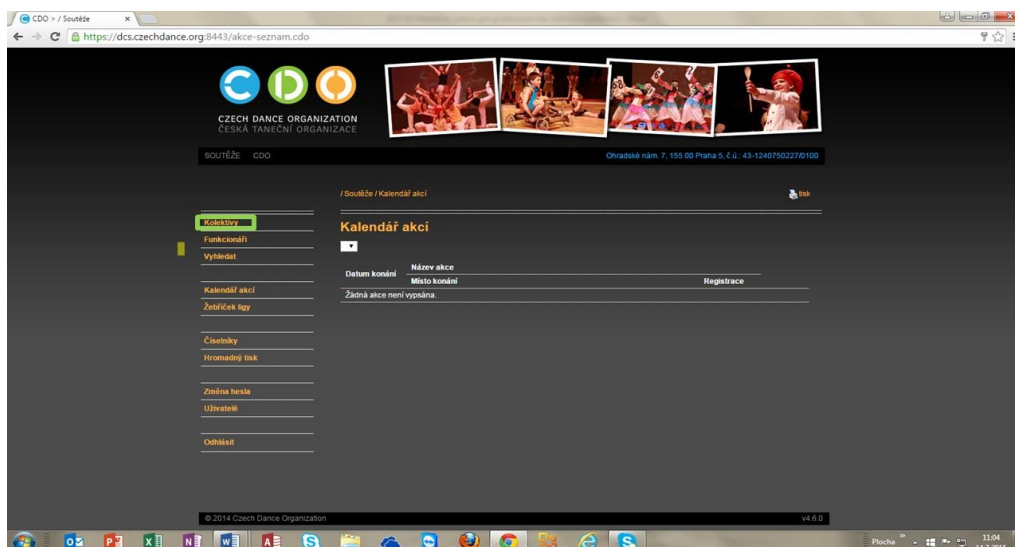 CDO > / Soutěže
https://dcs.czechdance.org:8443/akce-seznam.cdo
CZECH DANCE ORGANIZATION
ČESKÁ TANEČNÍ ORGANIZACE
SOUTĚŽE CDO
Ohradské nám. 7, 155 00 Praha 5, č.ú.: 43-1240750227/0100
/ Soutěže / Kalendář akcí
tisk
Kolektivy
Funkcionáři
Vyhledat
Kalendář akcí
Žebříček ligy
Číselníky
Hromadný tisk
Změna hesla
Uživatelé
Odhlásit
Kalendář akcí
Datum konání
Název akce
Místo konání
Registrace
Žádná akce není vypsána.
© 2014 Czech Dance Organization
v4.6.0
Plocha
11:04